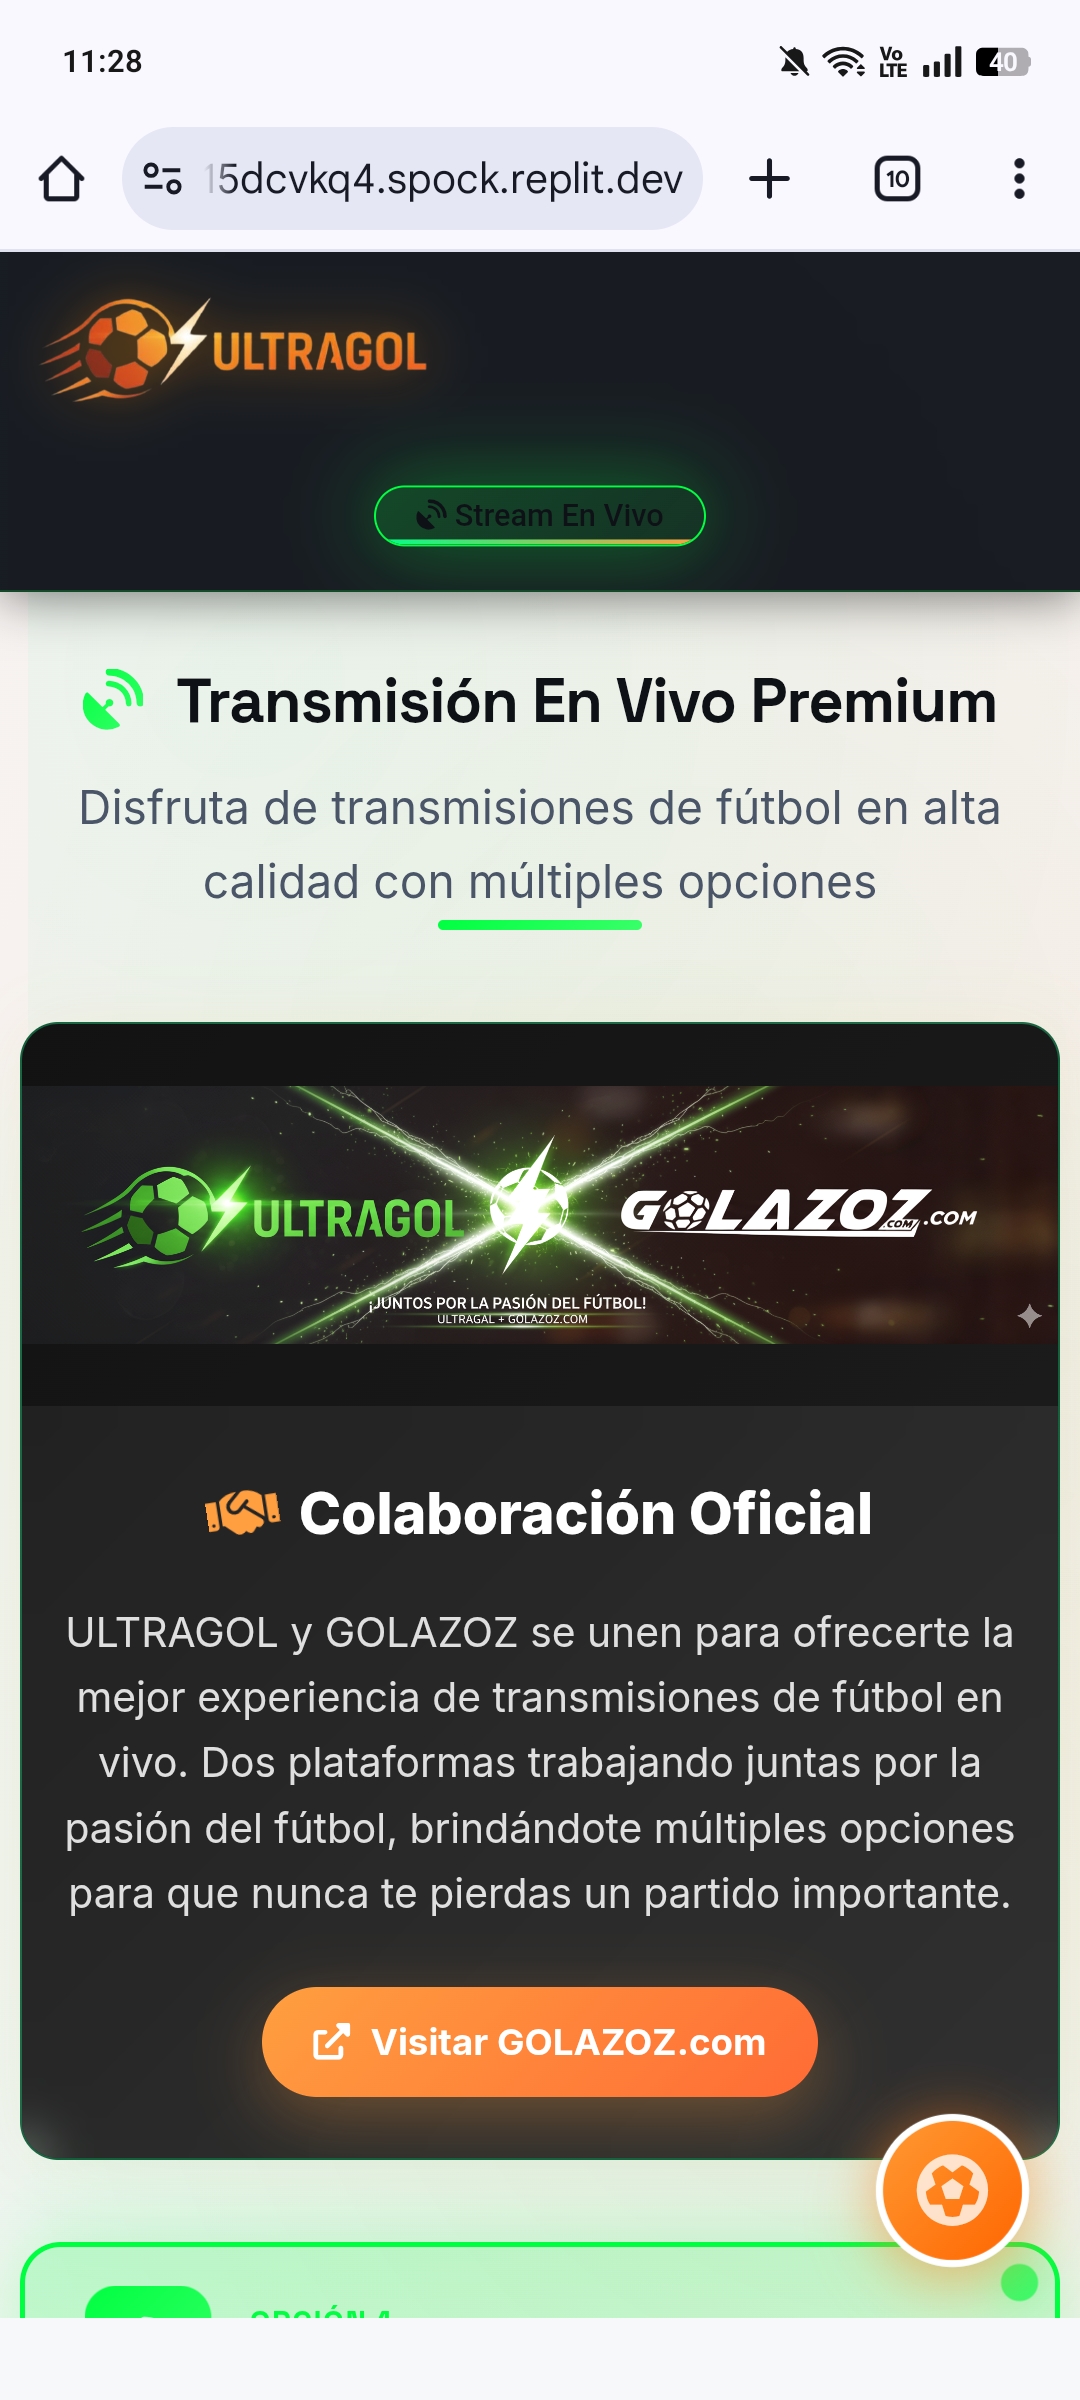 11:28
Vo
LTE
40
15dcvkq4.spock.replit.dev
10
ULTRAGOL
Stream En Vivo
Transmisión En Vivo Premium
Disfruta de transmisiones de fútbol en alta
calidad con múltiples opciones
ULTRAGOL
GOLAZOZ.COM
.COM
¡JUNTOS POR LA PASIÓN DEL FÚTBOL!
ULTRAGAL + GOLAZOZ.COM
Colaboración Oficial
ULTRAGOL y GOLAZOZ se unen para ofrecerte la
mejor experiencia de transmisiones de fútbol en
vivo. Dos plataformas trabajando juntas por la
pasión del fútbol, brindándote múltiples opciones
para que nunca te pierdas un partido importante.
Visitar GOLAZOZ.com